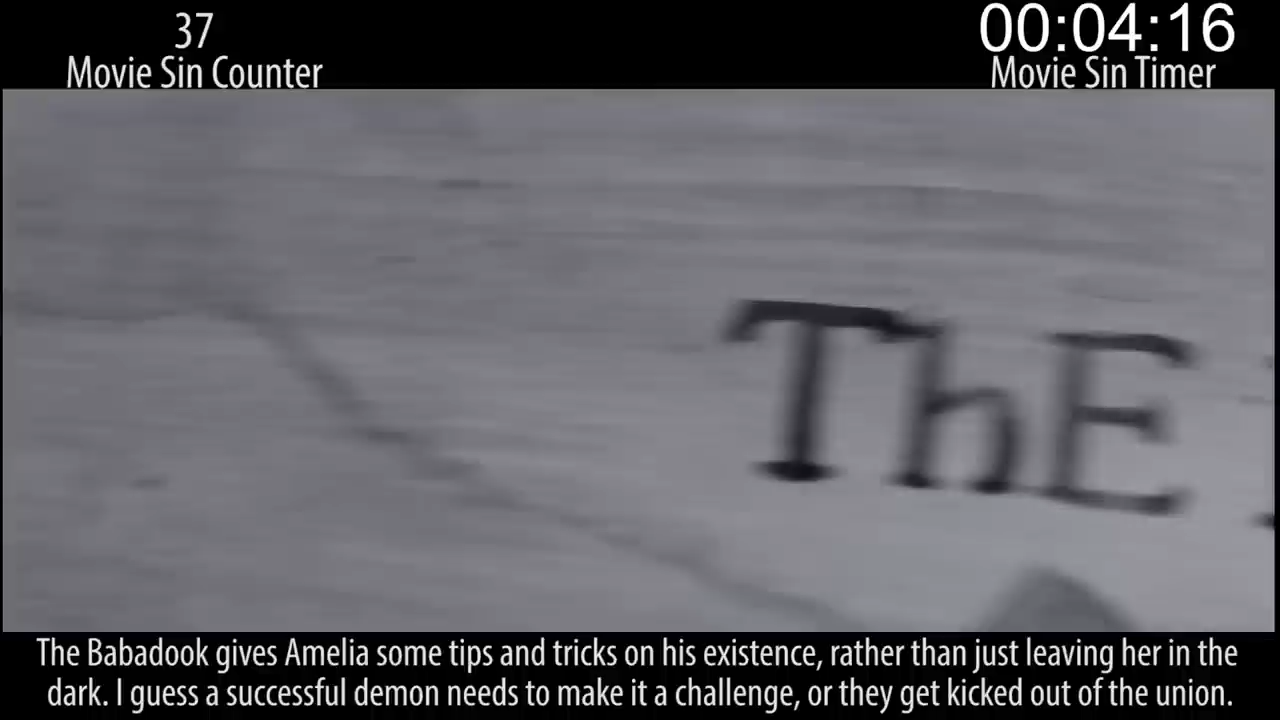 37
Movie Sin Counter
00:04:16
Movie Sin Timer
ThE
The Babadook gives Amelia some tips and tricks on his existence, rather than just leaving her in the
dark. I guess a successful demon needs to make it a challenge, or they get kicked out of the union.